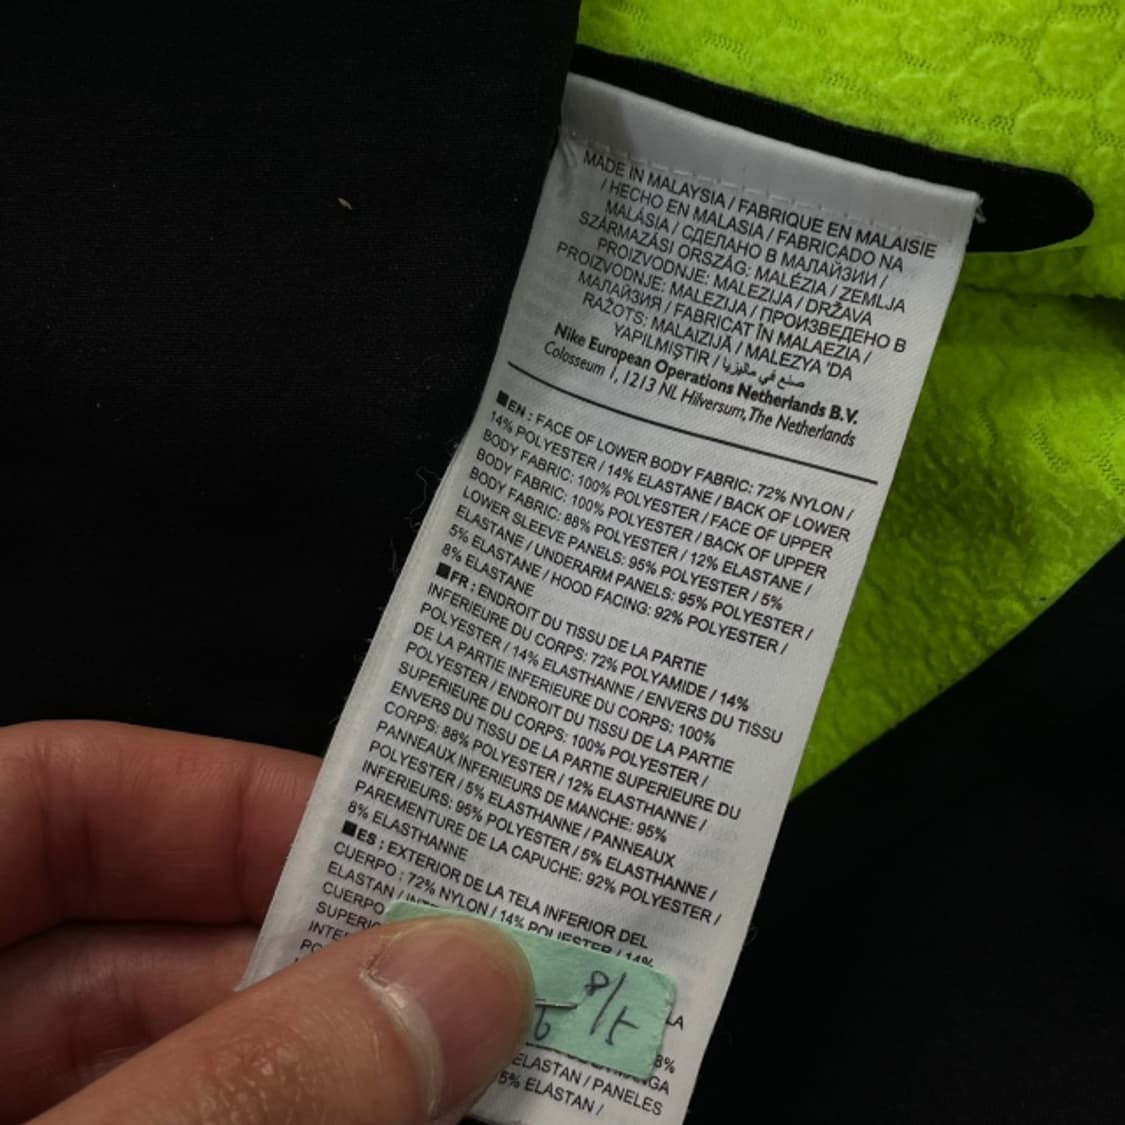 MADE IN MALAYSIA / FABRIQUE EN MALAISIE
/ HECHO EN MALASIA / FABRICADO NA
MALÁSIA / СДЕЛАНО В МАЛАЙЗИИ /
SZÁRMAZÁSI ORSZÁG: MALÉZIA / ZEMLJA
PROIZVODNJE: MALEZIJA / DRŽAVA
PROIZVODNJE: MALEZIJA / ПРОИЗВЕДЕНО В
МАЛАЙЗИЯ / FABRICAT ÎN MALAEZIA /
RAŽOTS: MALAIZIJĀ / MALEZYA 'DA
YAPILMIŞTIR / صنع في ماليزيا
Nike European Operations Netherlands B.V.
Colosseum 1, 1213 NL Hilversum, The Netherlands
■EN : FACE OF LOWER BODY FABRIC: 72% NYLON /
14% POLYESTER / 14% ELASTANE / BACK OF LOWER
BODY FABRIC: 100% POLYESTER / FACE OF UPPER
BODY FABRIC: 100% POLYESTER / BACK OF UPPER
BODY FABRIC: 88% POLYESTER / 12% ELASTANE /
LOWER SLEEVE PANELS: 95% POLYESTER / 5%
ELASTANE / UNDERARM PANELS: 95% POLYESTER /
5% ELASTANE / HOOD FACING: 92% POLYESTER /
8% ELASTANE
■FR : ENDROIT DU TISSU DE LA PARTIE
INFERIEURE DU CORPS: 72% POLYAMIDE / 14%
POLYESTER / 14% ELASTHANNE / ENVERS DU TISSU
DE LA PARTIE INFERIEURE DU CORPS: 100%
POLYESTER / ENDROIT DU TISSU DE LA PARTIE
SUPERIEURE DU CORPS: 100% POLYESTER /
ENVERS DU TISSU DE LA PARTIE SUPERIEURE DU
CORPS: 88% POLYESTER / 12% ELASTHANNE /
PANNEAUX INFERIEURS DE MANCHE: 95%
POLYESTER / 5% ELASTHANNE / PANNEAUX
INFERIEURS: 95% POLYESTER / 5% ELASTHANNE /
PAREMENTURE DE LA CAPUCHE: 92% POLYESTER /
8% ELASTHANNE
■ES : EXTERIOR DE LA TELA INFERIOR DEL
CUERPO : 72% NYLON / 14% POLIESTER / 14%
ELASTAN /
CUERPO
8/5
ELASTAN / PANELES
5% ELASTAN /